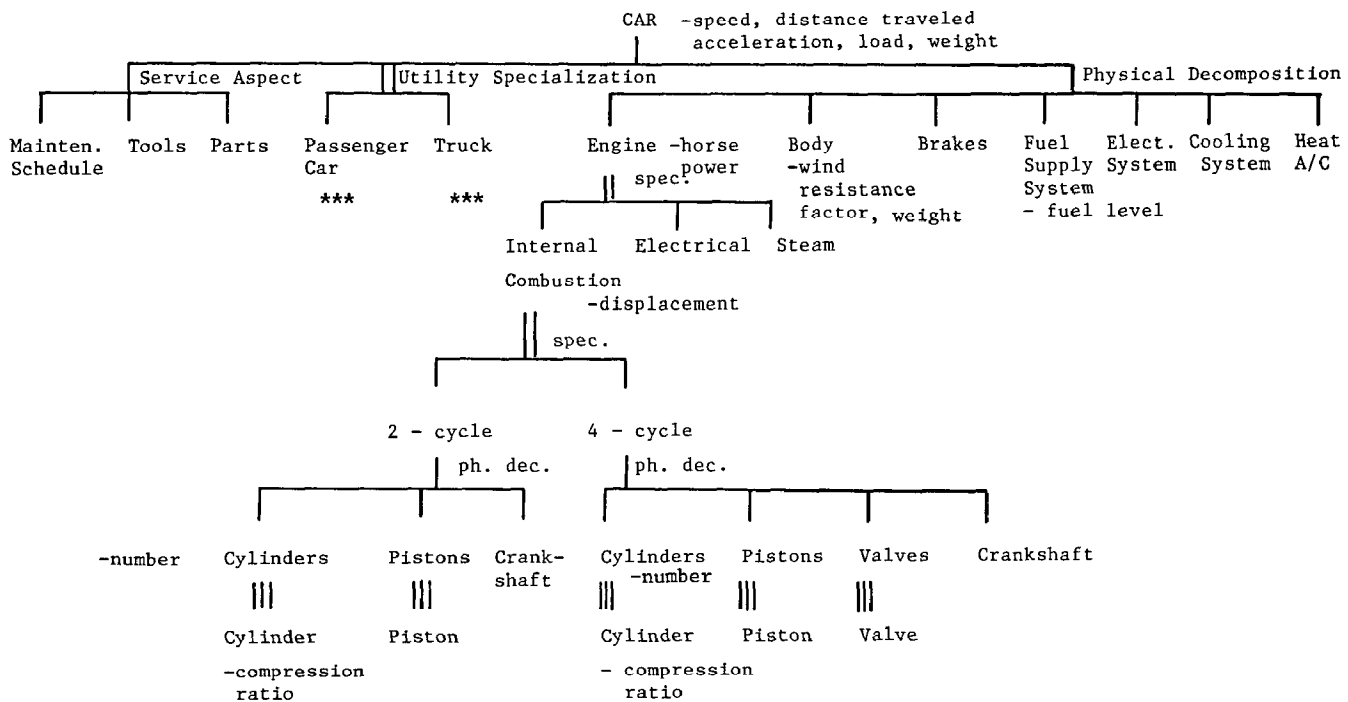 CAR -speed, distance traveled
acceleration, load, weight
Service Aspect Utility Specialization Physical Decomposition
Mainten. Tools Parts Passenger Truck Engine -horse Body Brakes Fuel Elect. Cooling Heat
Schedule Car power -wind Supply System System A/C
*** *** spec. resistance System
factor, weight - fuel level
Internal Electrical Steam
Combustion
-displacement
spec.
2 - cycle 4 - cycle
ph. dec. ph. dec.
-number Cylinders Pistons Crank- Cylinders Pistons Valves Crankshaft
shaft -number
Cylinder Piston Cylinder Piston Valve
-compression - compression
ratio ratio